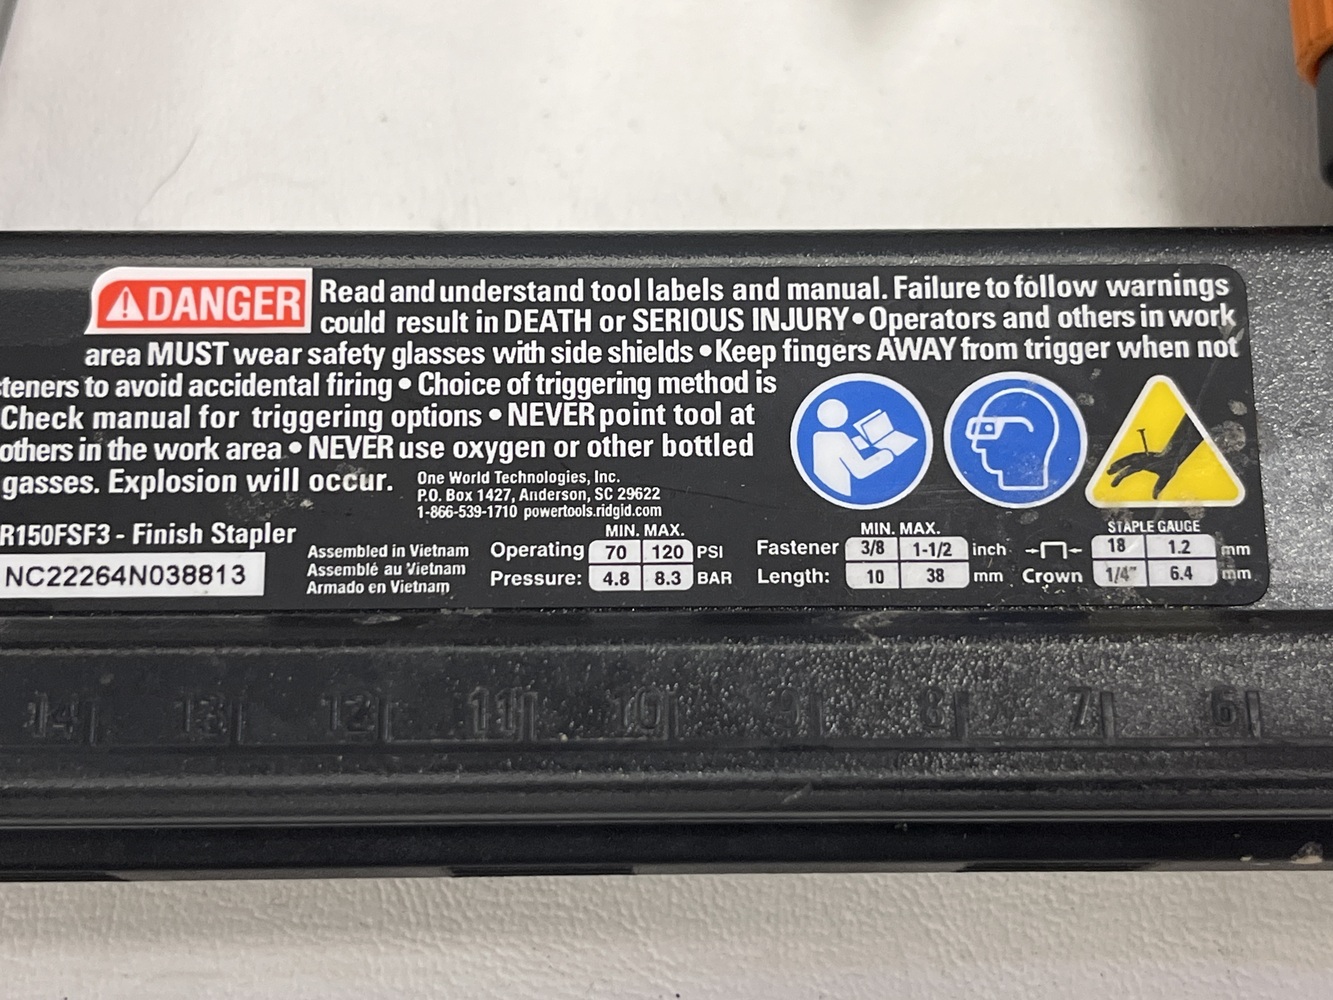 DANGER Read and understand tool labels and manual. Failure to follow warnings
could result in DEATH or SERIOUS INJURY • Operators and others in work
area MUST wear safety glasses with side shields • Keep fingers AWAY from trigger when not
to avoid accidental firing • Choice of triggering method is
Check manual for triggering options • NEVER point tool at
others in the work area • NEVER use oxygen or other bottled
gasses. Explosion will occur.
One World Technologies, Inc.
P.O. Box 1427, Anderson, SC 29622
1-866-539-1710 powertools.ridgid.com
R150FSF3 - Finish Stapler
NC22264N038813
Assembled in Vietnam
Assemblé au Vietnam
Armado en Vietnam
MIN. MAX.
Operating 70 120 PSI
Pressure: 4.8 8.3 BAR
MIN. MAX.
Fastener 3/8 1-1/2 inch
Length: 10 38 mm
STAPLE GAUGE
18 1.2 mm
Crown 1/4" 6.4 mm
14 13 12 11 10 9 8 7 6